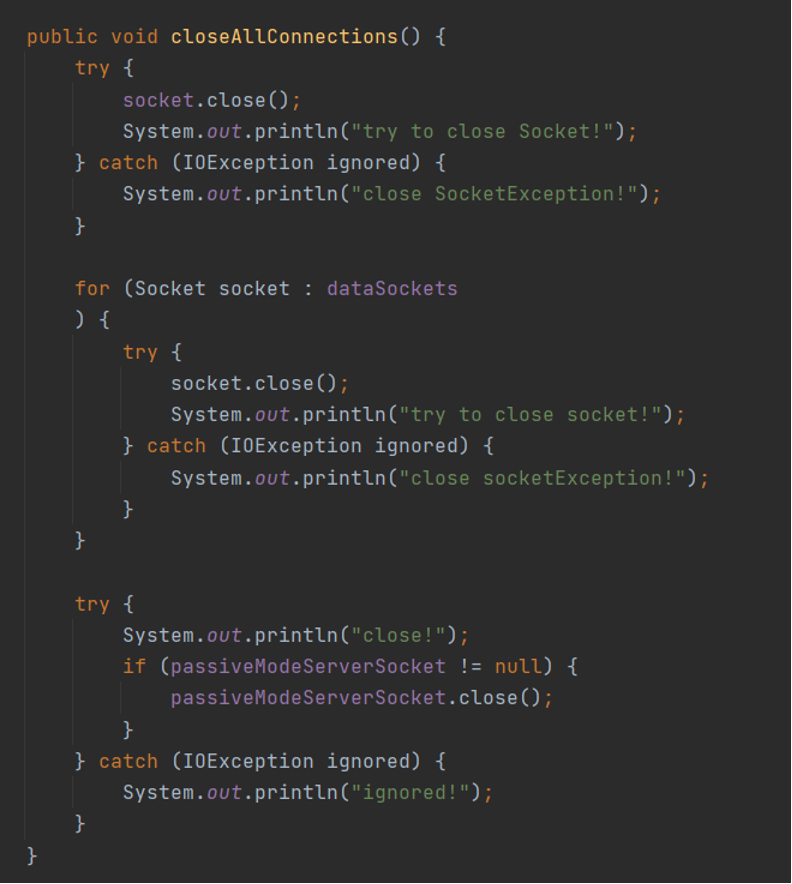 public void closeAllConnections() {
    try {
        socket.close();
        System.out.println("try to close Socket!");
    } catch (IOException ignored) {
        System.out.println("close SocketException!");
    }

    for (Socket socket : dataSockets
    ) {
        try {
            socket.close();
            System.out.println("try to close socket!");
        } catch (IOException ignored) {
            System.out.println("close socketException!");
        }
    }

    try {
        System.out.println("close!");
        if (passiveModeServerSocket != null) {
            passiveModeServerSocket.close();
        }
    } catch (IOException ignored) {
        System.out.println("ignored!");
    }
}